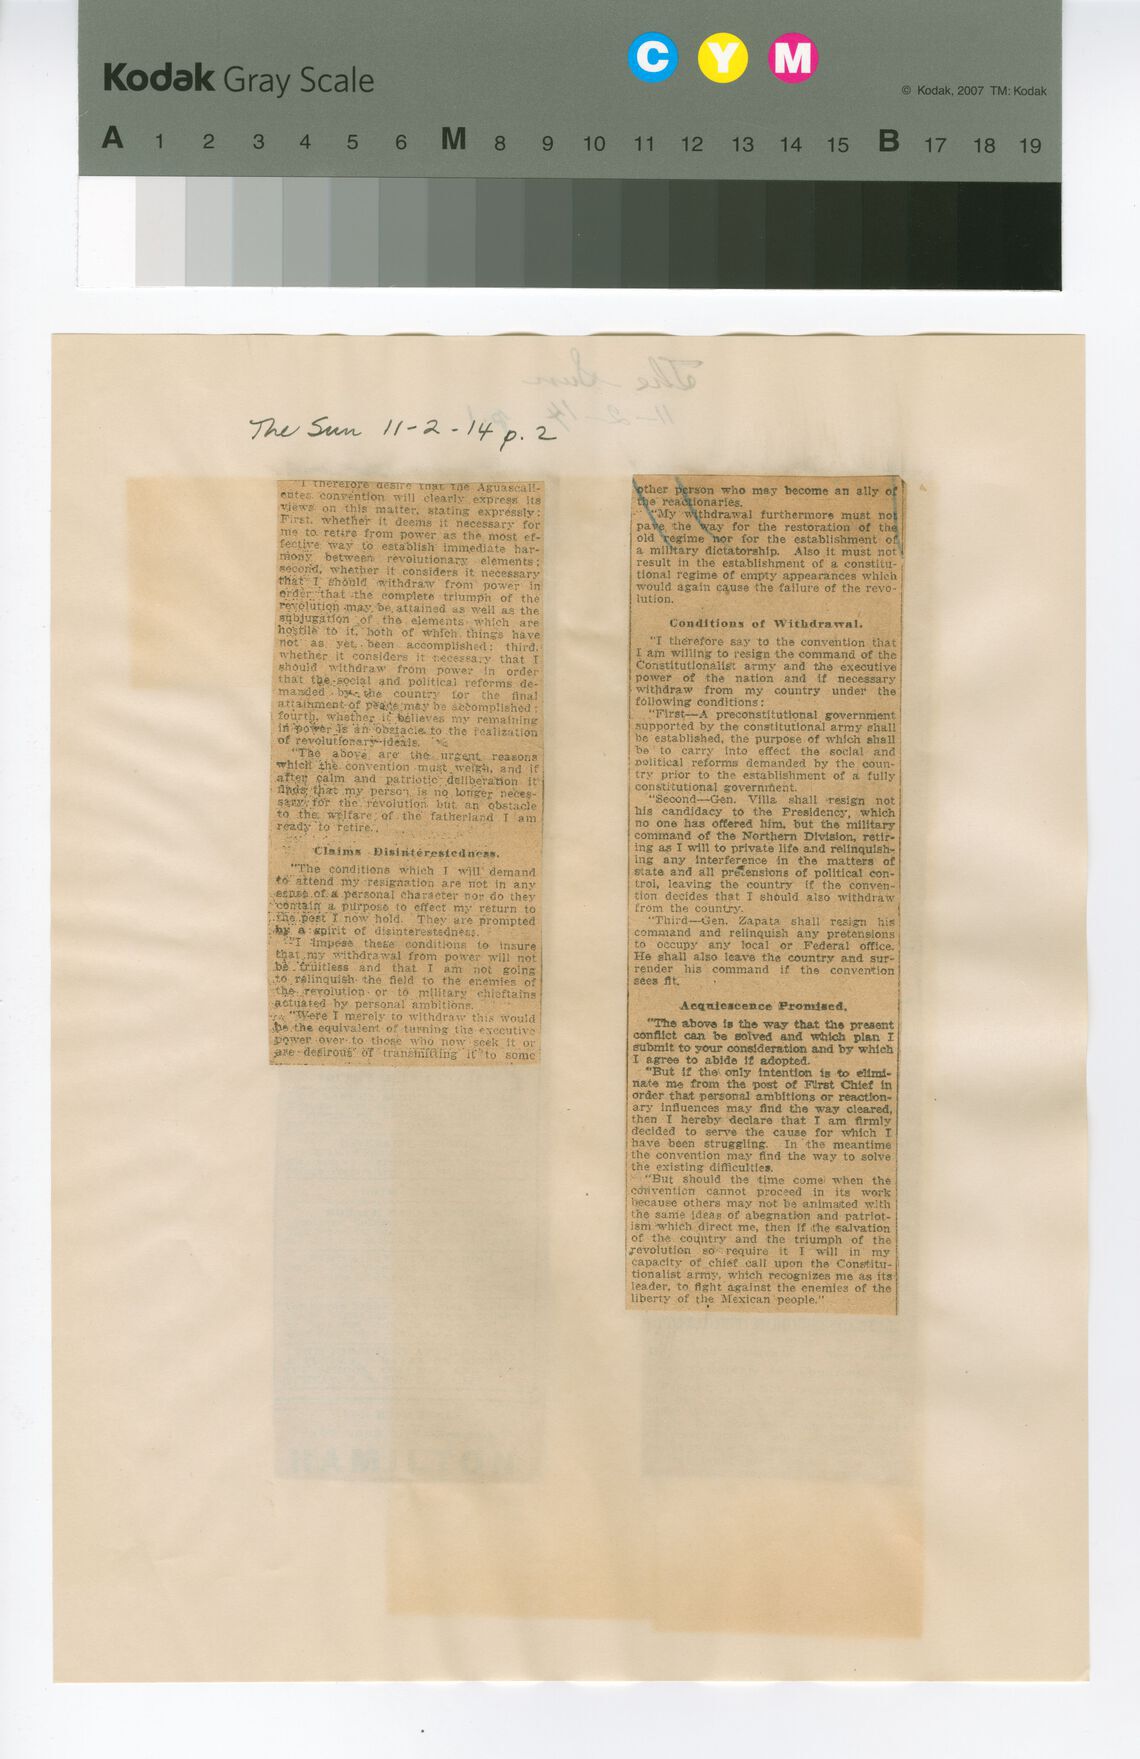 Kodak Gray Scale
C Y M
© Kodak, 2007 TM: Kodak
A 1 2 3 4 5 6 M 8 9 10 11 12 13 14 15 B 17 18 19
The Sun
11-2-14 p.1
The Sun 11-2-14 p. 2
"I therefore desire that the Aguascali-
entes convention will clearly express its
views on this matter, stating expressly:
First, whether it deems it necessary for
me to retire from power as the most ef-
fective way to establish immediate har-
mony between revolutionary elements;
second, whether it considers it necessary
that I should withdraw from power in
order that the complete triumph of the
revolution may be attained as well as the
subjugation of the elements which are
hostile to it, both of which things have
not as yet been accomplished; third,
whether it considers it necessary that I
should withdraw from power in order
that the social and political reforms de-
manded by the country for the final
attainment of peace may be accomplished;
fourth, whether it believes my remaining
in power is an obstacle to the realization
of revolutionary ideals.
"The above are the urgent reasons
which the convention must weigh, and if
after calm and patriotic deliberation it
finds that my person is no longer neces-
sary for the revolution but an obstacle
to the welfare of the fatherland I am
ready to retire.
Claims Disinterestedness.
"The conditions which I will demand
to attend my resignation are not in any
sense of a personal character nor do they
contain a purpose to effect my return to
the post I now hold. They are prompted
by a spirit of disinterestedness.
"I impose these conditions to insure
that my withdrawal from power will not
be fruitless and that I am not going
to relinquish the field to the enemies of
the revolution or to military chieftains
actuated by personal ambitions.
"Were I merely to withdraw this would
be the equivalent of turning the executive
power over to those who now seek it or
are desirous of transmitting it to some
other person who may become an ally of
the reactionaries.
"My withdrawal furthermore must not
pave the way for the restoration of the
old regime nor for the establishment of
a military dictatorship. Also it must not
result in the establishment of a constitu-
tional regime of empty appearances which
would again cause the failure of the revo-
lution.
Conditions of Withdrawal.
"I therefore say to the convention that
I am willing to resign the command of the
Constitutionalist army and the executive
power of the nation and if necessary
withdraw from my country under the
following conditions:
"First—A preconstitutional government
supported by the constitutional army shall
be established, the purpose of which shall
be to carry into effect the social and
political reforms demanded by the coun-
try prior to the establishment of a fully
constitutional government.
"Second—Gen. Villa shall resign not
his candidacy to the Presidency, which
no one has offered him, but the military
command of the Northern Division, retir-
ing as I will to private life and relinquish-
ing any interference in the matters of
state and all pretensions of political con-
trol, leaving the country if the conven-
tion decides that I should also withdraw
from the country.
"Third—Gen. Zapata shall resign his
command and relinquish any pretensions
to occupy any local or Federal office.
He shall also leave the country and sur-
render his command if the convention
sees fit.
Acquiescence Promised.
"The above is the way that the present
conflict can be solved and which plan I
submit to your consideration and by which
I agree to abide if adopted.
"But if the only intention is to elimi-
nate me from the post of First Chief in
order that personal ambitions or reaction-
ary influences may find the way cleared,
then I hereby declare that I am firmly
decided to serve the cause for which I
have been struggling. In the meantime
the convention may find the way to solve
the existing difficulties.
"But should the time come when the
convention cannot proceed in its work
because others may not be animated with
the same ideas of abegnation and patriot-
ism which direct me, then if the salvation
of the country and the triumph of the
revolution so require it I will in my
capacity of chief call upon the Constitu-
tionalist army, which recognizes me as its
leader, to fight against the enemies of the
liberty of the Mexican people."